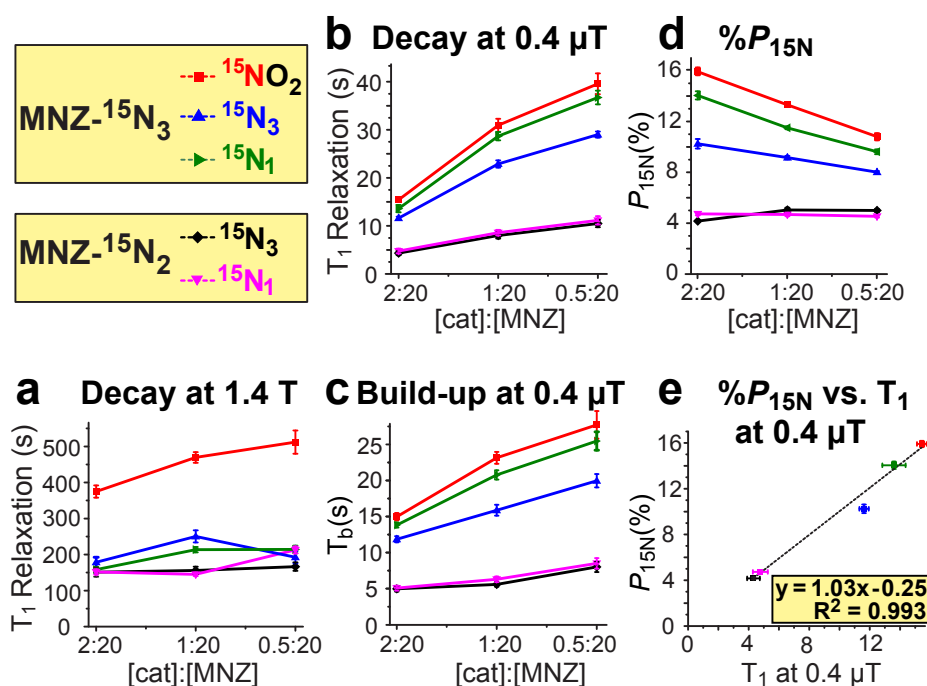 MNZ-¹⁵N₃
¹⁵NO₂
¹⁵N₃
¹⁵N₁
MNZ-¹⁵N₂
¹⁵N₃
¹⁵N₁
b Decay at 0.4 µT
T₁ Relaxation (s)
40
30
20
10
0
2:20 1:20 0.5:20
[cat]:[MNZ]
d %P₁₅N
P₁₅N(%)
16
12
8
4
0
2:20 1:20 0.5:20
[cat]:[MNZ]
a Decay at 1.4 T
T₁ Relaxation (s)
500
400
300
200
100
0
2:20 1:20 0.5:20
[cat]:[MNZ]
c Build-up at 0.4 µT
T_b(s)
25
20
15
10
5
0
2:20 1:20 0.5:20
[cat]:[MNZ]
e %P₁₅N vs. T₁
at 0.4 µT
P₁₅N(%)
16
12
8
4
0
y = 1.03x-0.25
R² = 0.993
0 4 8 12
T₁ at 0.4 µT